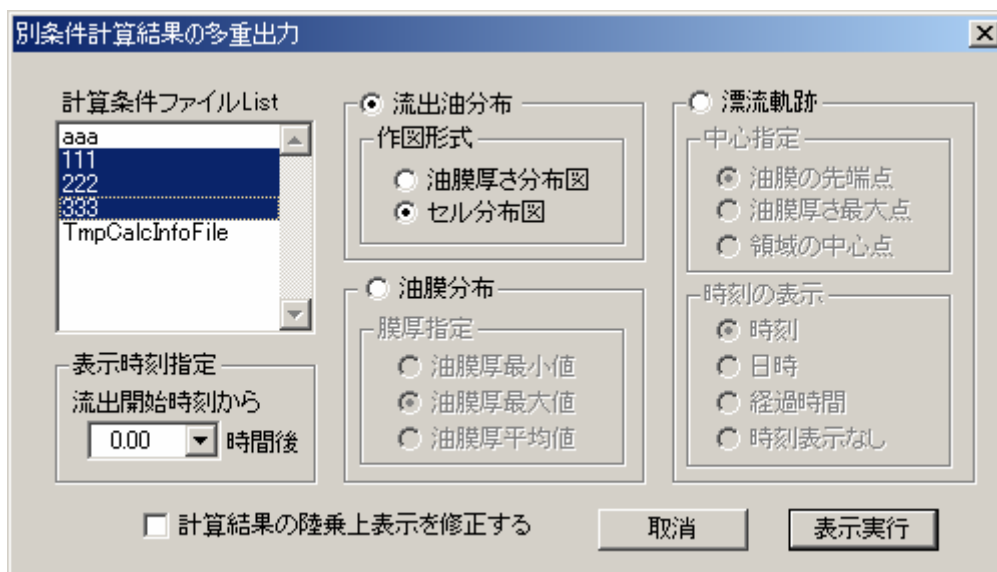 別条件計算結果の多重出力
計算条件ファイルList
aaa
111
222
333
TmpCalcInfoFile
表示時刻指定
流出開始時刻から
0.00 時間後
流出油分布
作図形式
油膜厚さ分布図
セル分布図
油膜分布
膜厚指定
油膜厚最小値
油膜厚最大値
油膜厚平均値
漂流軌跡
中心指定
油膜の先端点
油膜厚さ最大点
領域の中心点
時刻の表示
時刻
日時
経過時間
時刻表示なし
計算結果の陸乗上表示を修正する
取消
表示実行